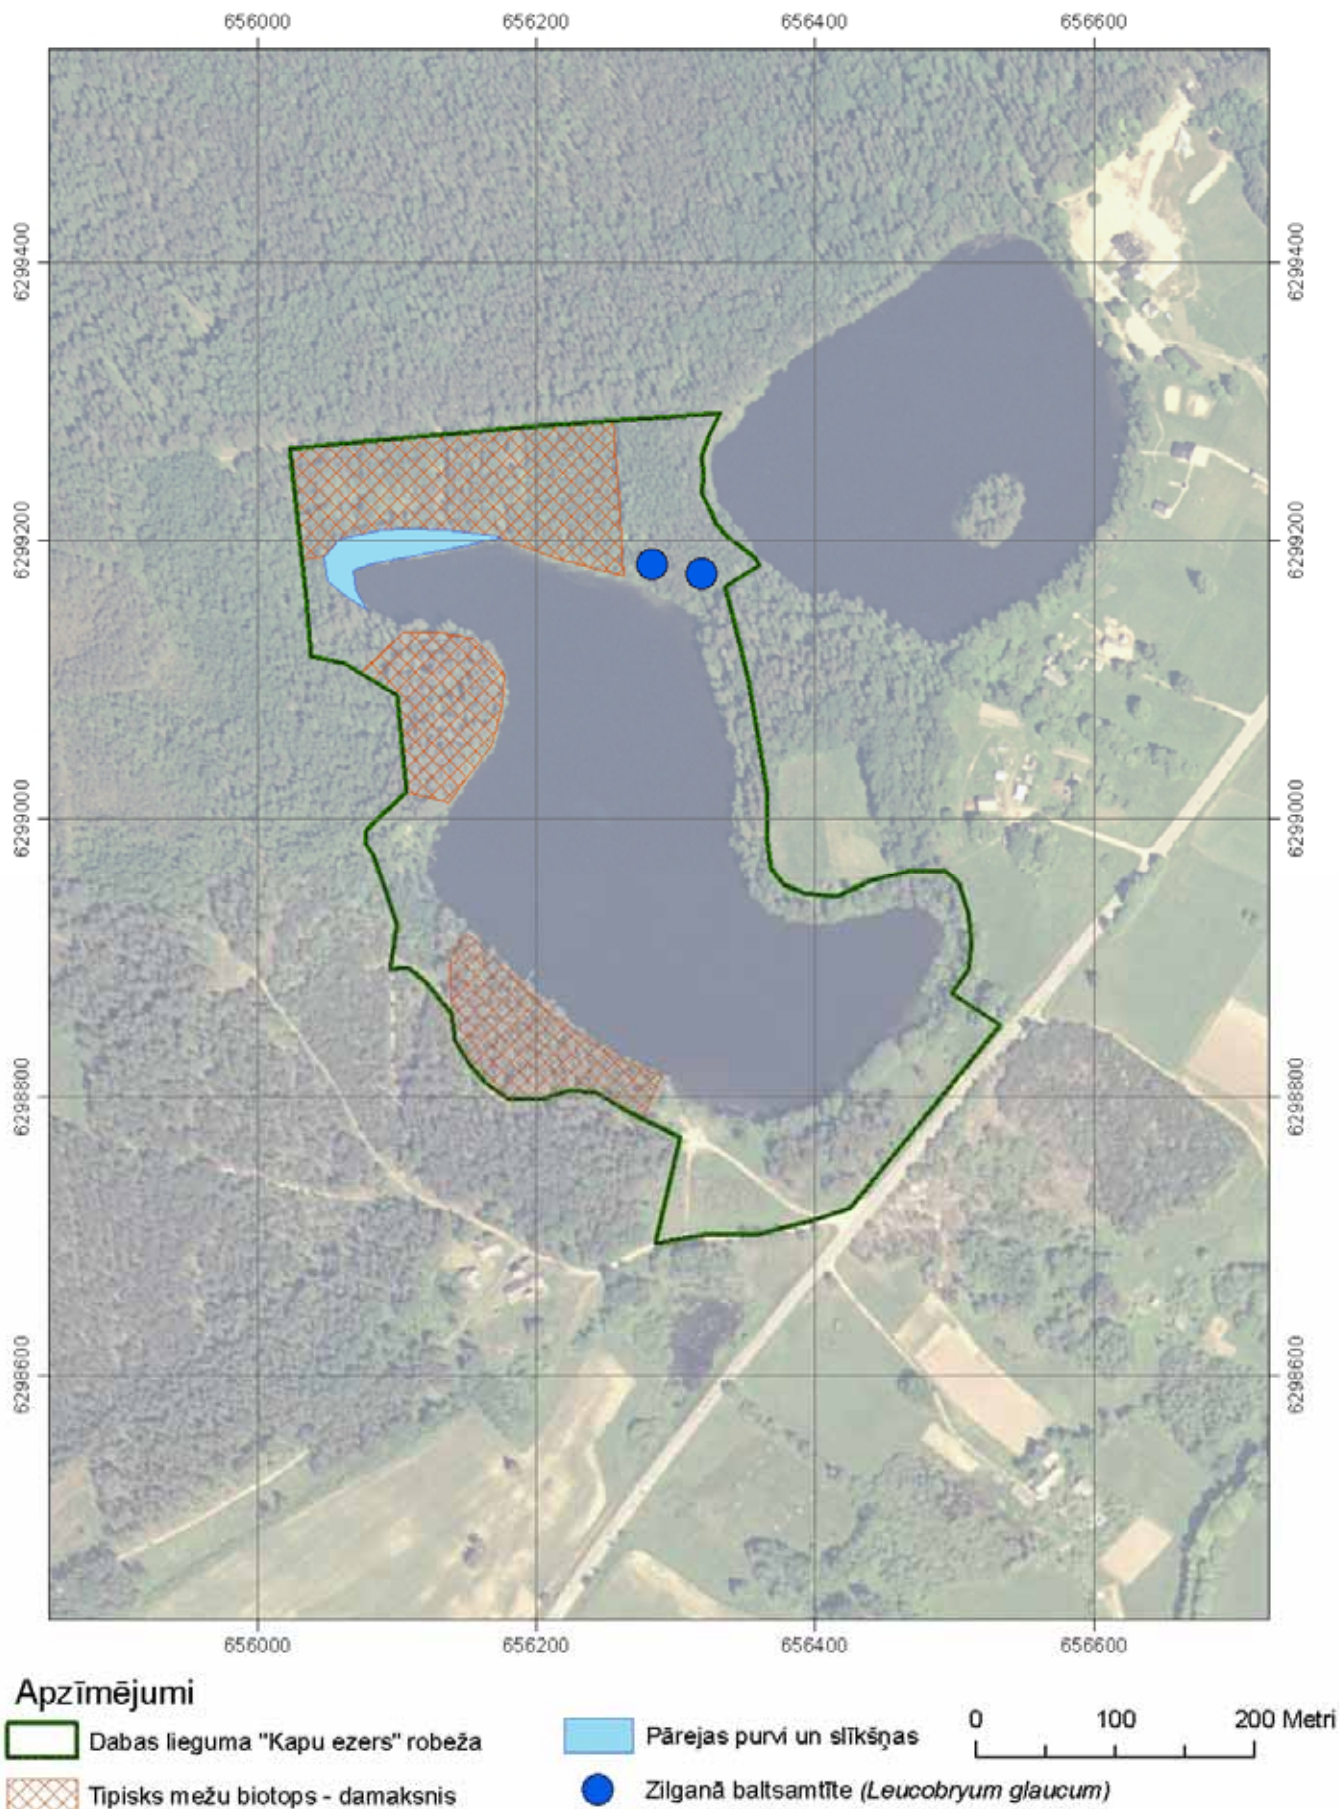 656000 656200 656400 656600
6299400 6299400
6299200 6299200
6299000 6299000
6298800 6298800
6298600 6298600
656000 656200 656400 656600
Apzīmējumi
Dabas lieguma "Kapu ezers" robeža
Tipisks mežu biotops - damaksnis
Pārejas purvi un slīkšņas
Zilganā baltsamtīte (Leucobryum glaucum)
0 100 200 Metri